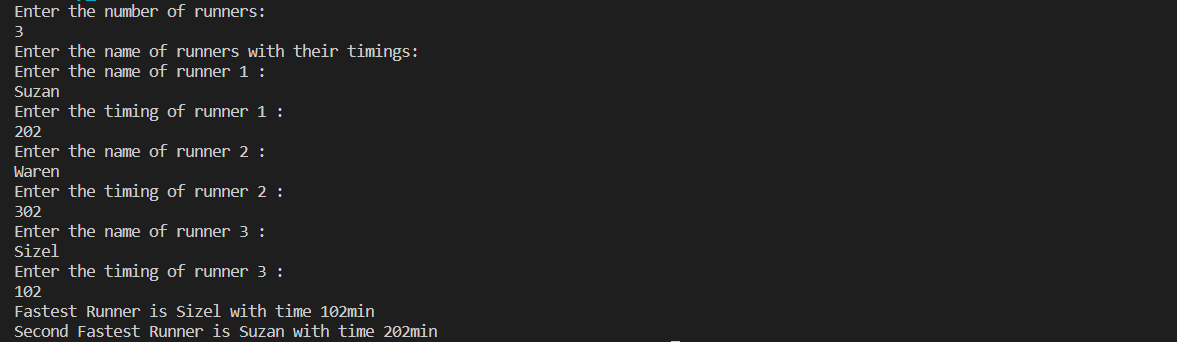 Enter the number of runners:
3
Enter the name of runners with their timings:
Enter the name of runner 1 :
Suzan
Enter the timing of runner 1 :
202
Enter the name of runner 2 :
Waren
Enter the timing of runner 2 :
302
Enter the name of runner 3 :
Sizel
Enter the timing of runner 3 :
102
Fastest Runner is Sizel with time 102min
Second Fastest Runner is Suzan with time 202min